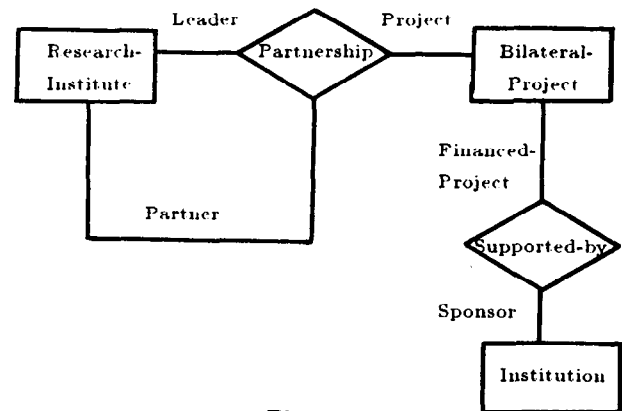 Leader
Project
Research-
Institute
Partnership
Bilateral-
Project
Financed-
Project
Partner
Supported-by
Sponsor
Institution